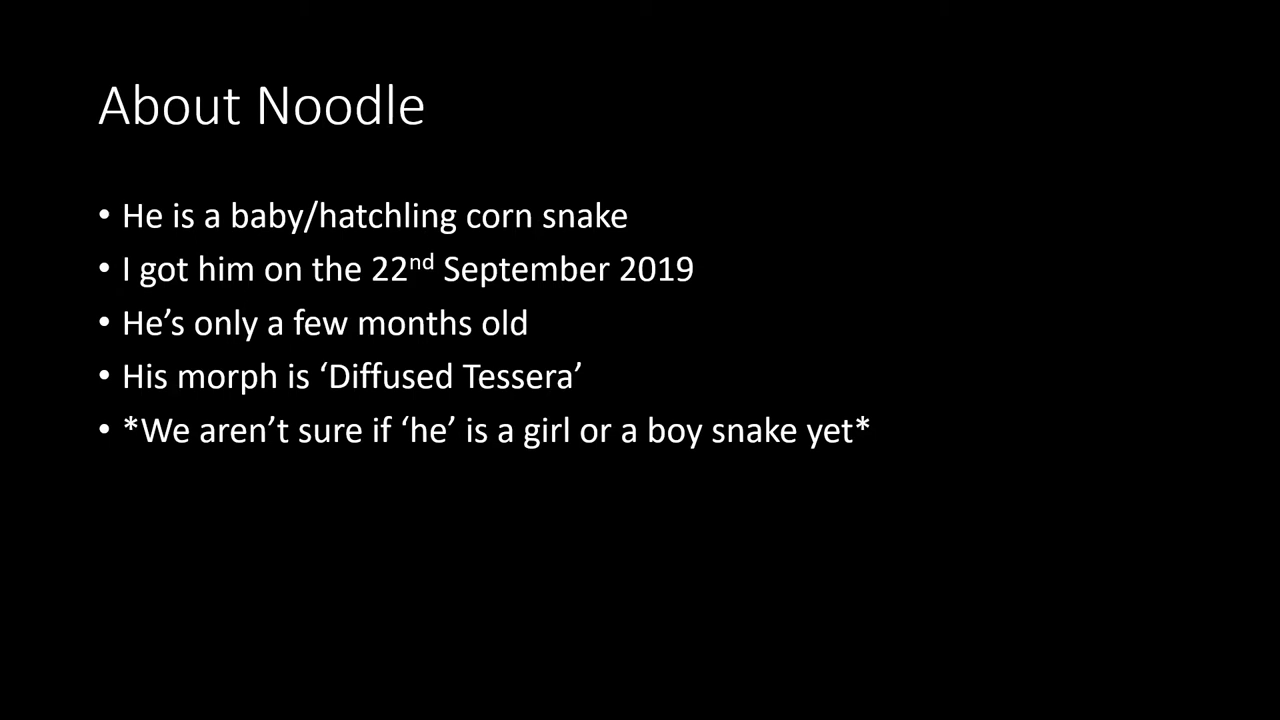 About Noodle
• He is a baby/hatchling corn snake
• I got him on the 22nd September 2019
• He’s only a few months old
• His morph is ‘Diffused Tessera’
• *We aren’t sure if ‘he’ is a girl or a boy snake yet*